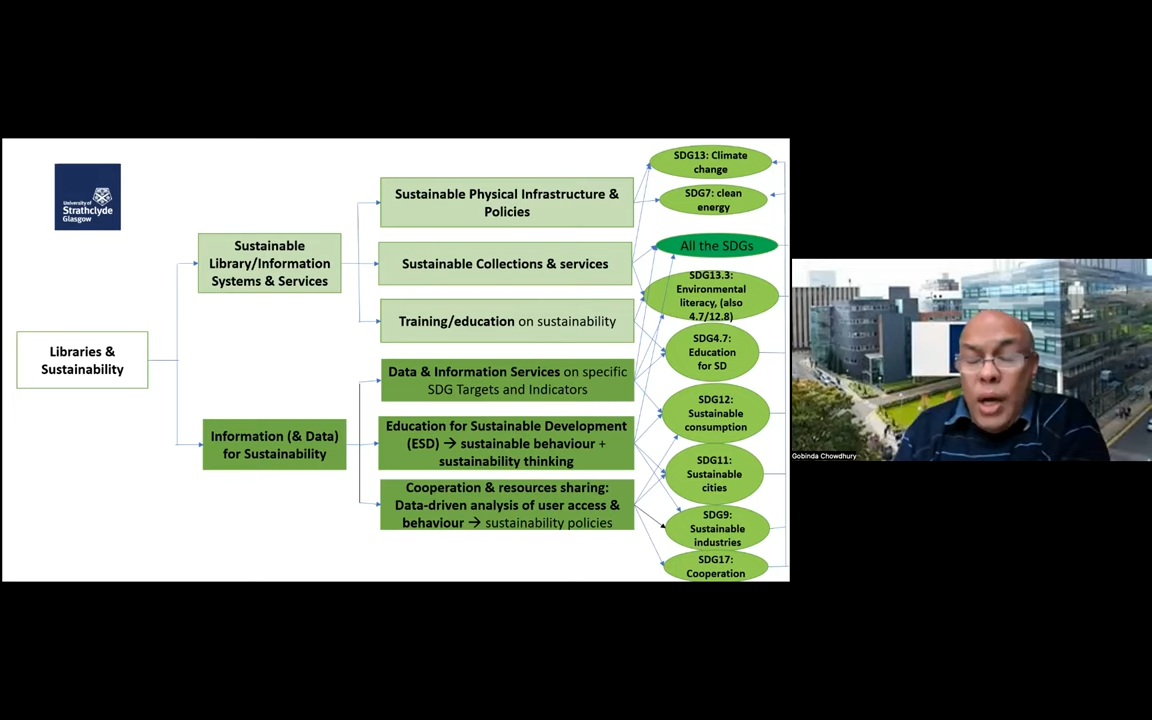 University of
Strathclyde
Glasgow
Libraries &
Sustainability
Sustainable
Library/Information
Systems & Services
Information (& Data)
for Sustainability
Sustainable Physical Infrastructure &
Policies
Sustainable Collections & services
Training/education on sustainability
Data & Information Services on specific
SDG Targets and Indicators
Education for Sustainable Development
(ESD) → sustainable behaviour +
sustainability thinking
Cooperation & resources sharing:
Data-driven analysis of user access &
behaviour → sustainability policies
SDG13: Climate
change
SDG7: clean
energy
All the SDGs
SDG13.3:
Environmental
literacy, (also
4.7/12.8)
SDG4.7:
Education
for SD
SDG12:
Sustainable
consumption
SDG11:
Sustainable
cities
SDG9:
Sustainable
industries
SDG17:
Cooperation
Gobinda Chowdhury